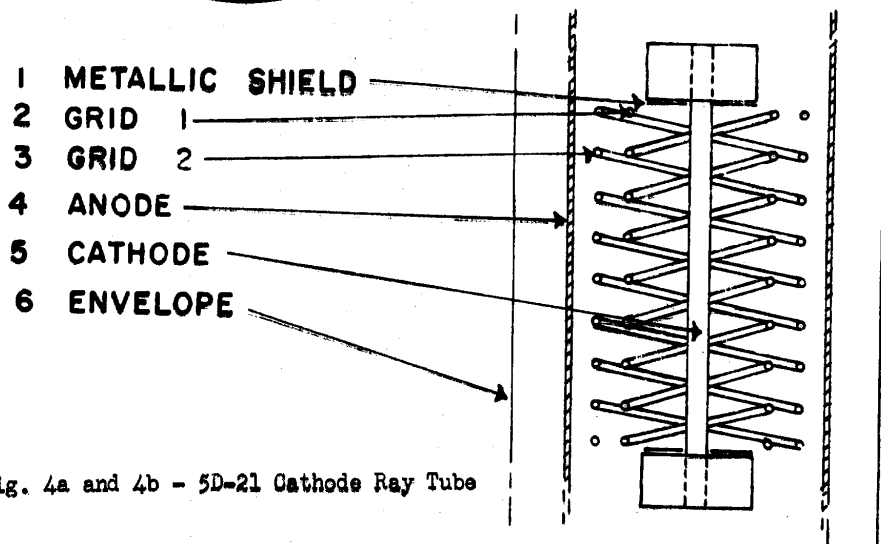 1 METALLIC SHIELD
2 GRID 1
3 GRID 2
4 ANODE
5 CATHODE
6 ENVELOPE
ig. 4a and 4b - 5D-21 Cathode Ray Tube